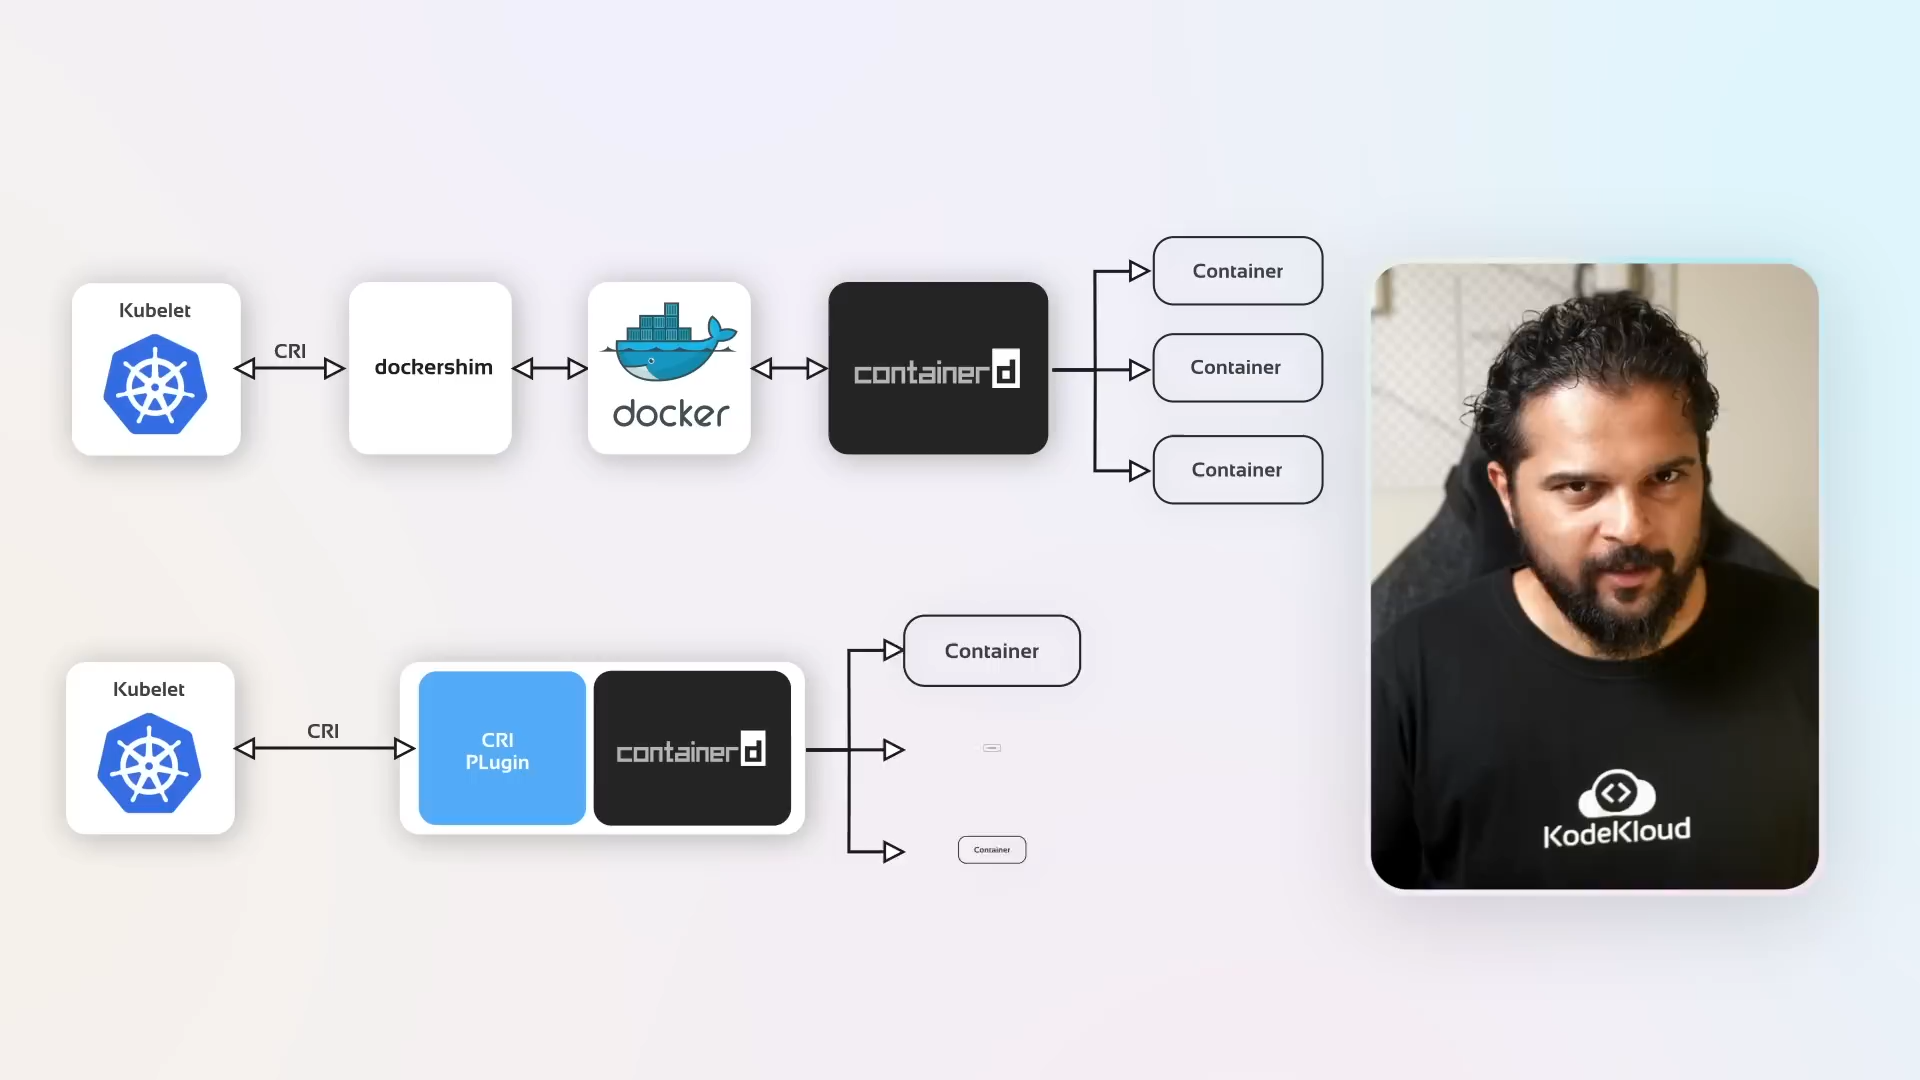 Kubelet
CRI
dockershim
docker
containerd
Container
Container
Container
Kubelet
CRI
CRI
PLugin
containerd
Container
Container
KodeKloud